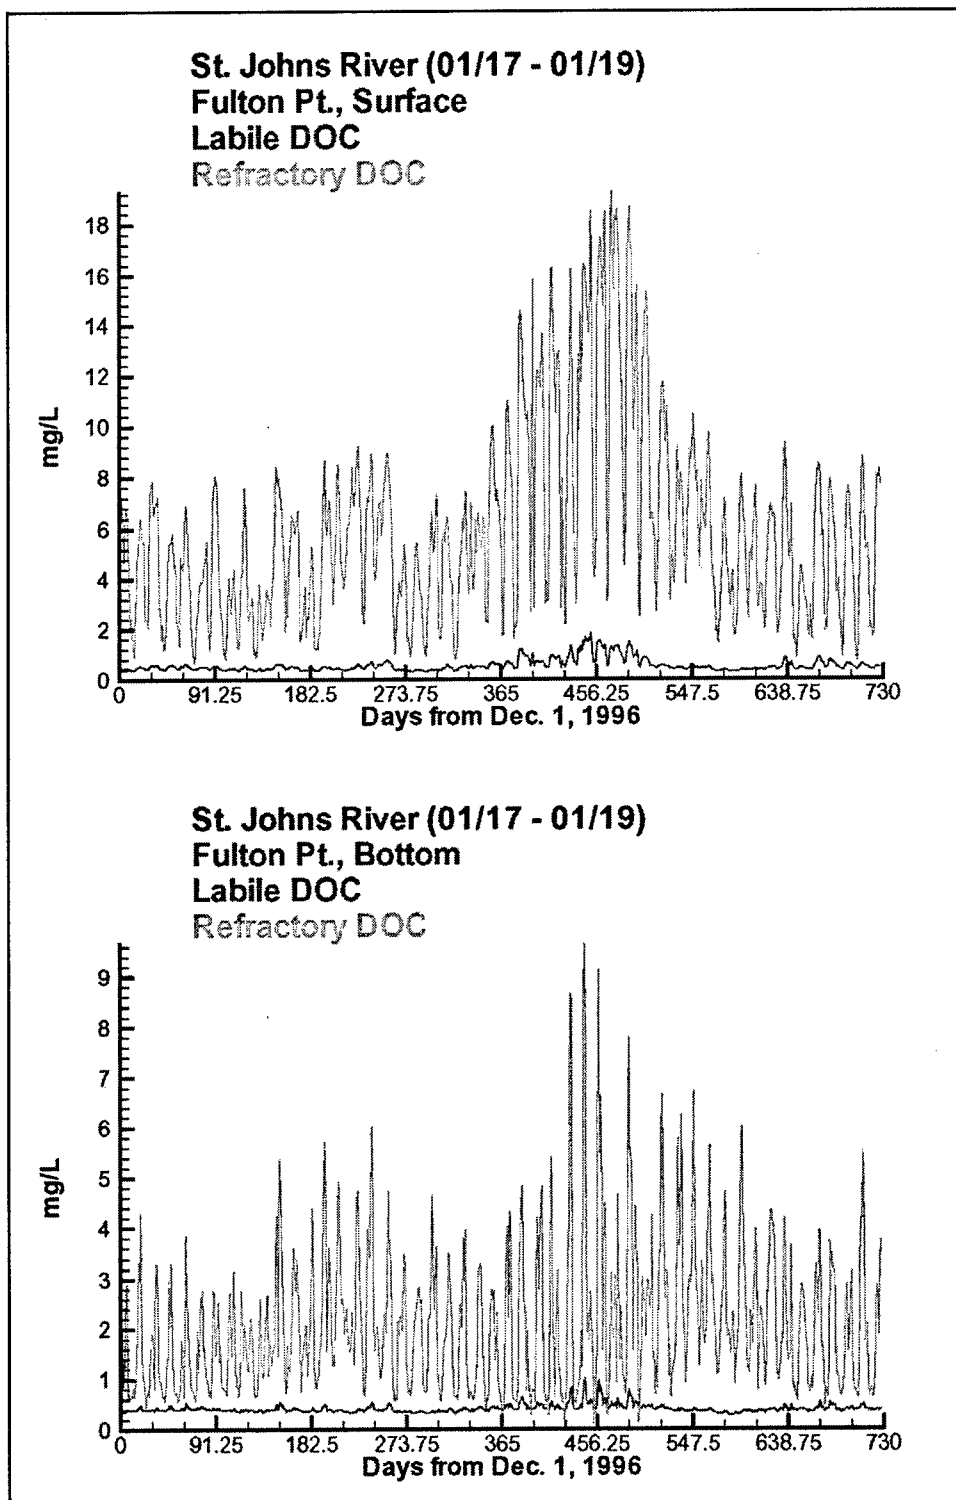 St. Johns River (01/17 - 01/19)
Fulton Pt., Surface
Labile DOC
Refractory DOC
18
16
14
12
10
8
6
4
2
0
mg/L
0 91.25 182.5 273.75 365 456.25 547.5 638.75 730
Days from Dec. 1, 1996
St. Johns River (01/17 - 01/19)
Fulton Pt., Bottom
Labile DOC
Refractory DOC
9
8
7
6
5
4
3
2
1
0
mg/L
0 91.25 182.5 273.75 365 456.25 547.5 638.75 730
Days from Dec. 1, 1996